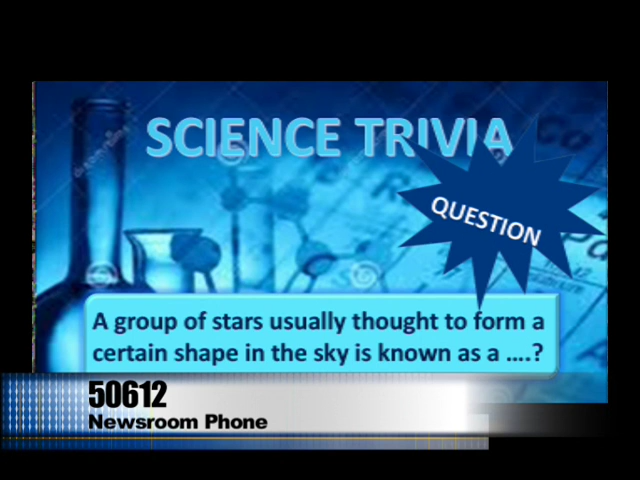 SCIENCE TRIVIA
QUESTION
A group of stars usually thought to form a
certain shape in the sky is known as a ....?
50612
Newsroom Phone